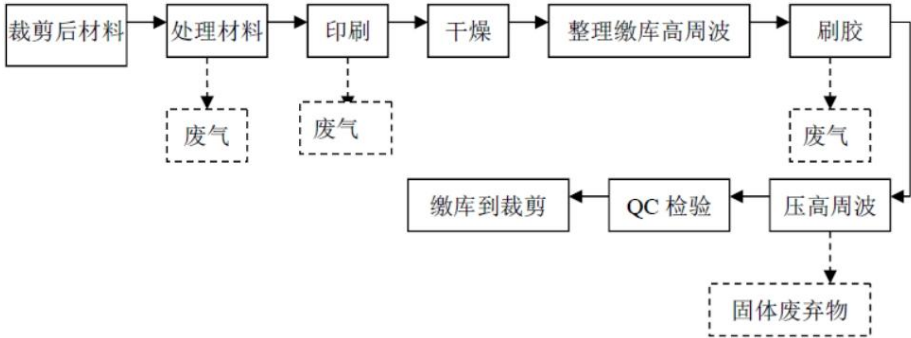 裁剪后材料
处理材料
印刷
干燥
整理缴库高周波
刷胶
废气
废气
废气
缴库到裁剪
QC 检验
压高周波
固体废弃物